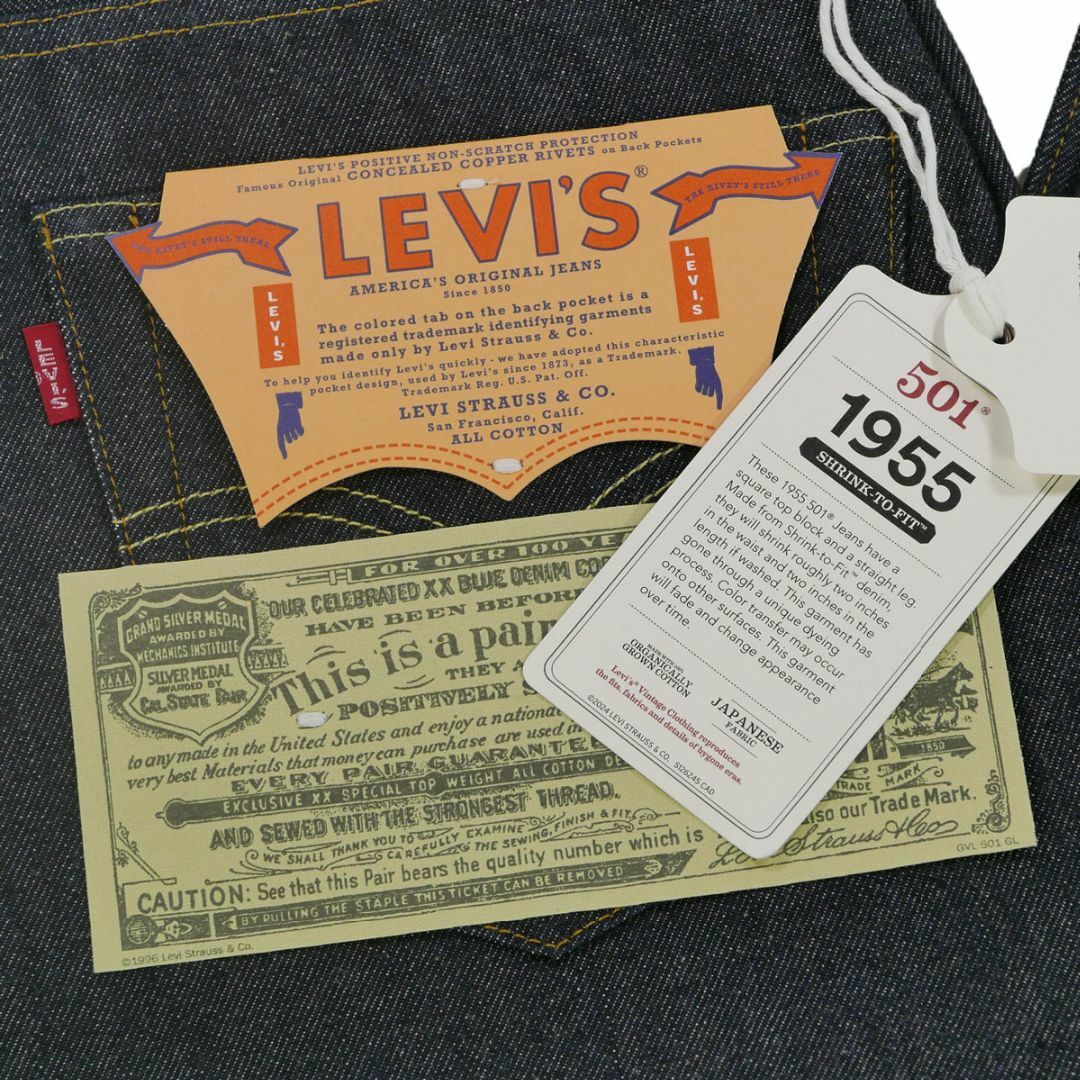 LEVI'S POSITIVE NON-SCRATCH PROTECTION
Famous Original CONCEALED COPPER RIVETS on Back Pockets
LEVI'S®
THE RIVET'S STILL THERE
THE RIVET'S STILL THERE
AMERICA'S ORIGINAL JEANS
Since 1850
LEVI'S
LEVI'S
The colored tab on the back pocket is a
registered trademark identifying garments
made only by Levi Strauss & Co.
To help you identify Levi's quickly - we have adopted this characteristic
pocket design, used by Levi's since 1873, as a Trademark.
Trademark Reg. U.S. Pat. Off.
LEVI STRAUSS & CO.
San Francisco, Calif.
ALL COTTON
LEVI'S
501®
1955
SHRINK-TO-FIT™
These 1955 501® Jeans have a
square top block and a straight leg.
Made from Shrink-to-Fit™ denim,
they will shrink roughly two inches
in the waist and two inches in the
length if washed. This garment has
gone through a unique dyeing
process. Color transfer may occur
onto other surfaces. This garment
will fade and change appearance
over time.
MADE WITH 100%
ORGANICALLY
GROWN COTTON
JAPANESE
FABRIC
Levi's® Vintage Clothing reproduces
the fits, fabrics and details of bygone eras.
©2024 LEVI STRAUSS & CO. S126245 CAD
FOR OVER 100 YE
OUR CELEBRATED XX BLUE DENIM CO
HAVE BEEN BEFOR
This is a pai
THEY A
POSITIVELY S
GRAND SILVER MEDAL
AWARDED BY
MECHANICS INSTITUTE
SILVER MEDAL
AWARDED BY
CAL. STATE FAIR
to any made in the United States and enjoy a national
very best Materials that money can purchase are used in
EVERY PAIR GUARANTE
EXCLUSIVE XX SPECIAL TOP WEIGHT ALL COTTON DE
AND SEWED WITH THE STRONGEST THREAD.
WE SHALL THANK YOU TO CAREFULLY EXAMINE THE SEWING, FINISH & FIT
TRADE MARK
CAUTION: See that this Pair bears the quality number which is
also our Trade Mark.
Levi Strauss & Co
BY PULLING THE STAPLE THIS TICKET CAN BE REMOVED
©1996 Levi Strauss & Co.
GVL 501 GL